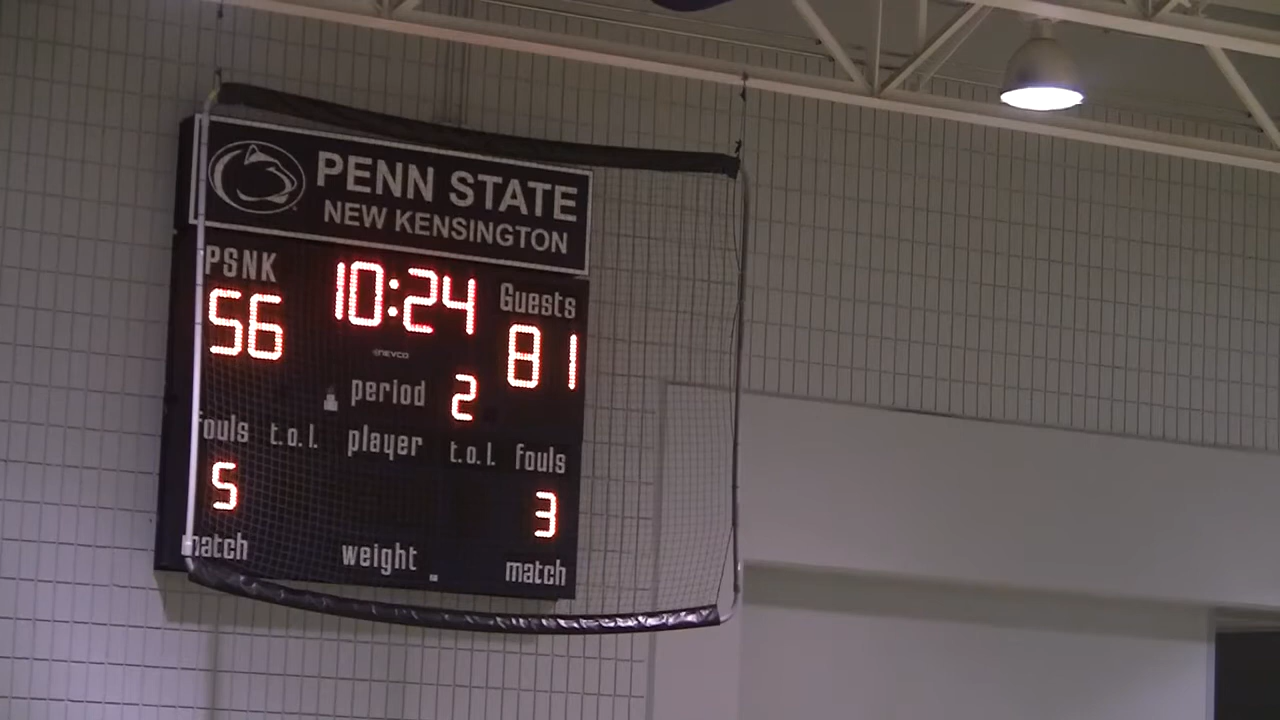 PENN STATE
NEW KENSINGTON
PSNK 10:24 Guests
56 81
NEVCO
period 2
fouls t.o.l. player t.o.l. fouls
5 3
match weight match